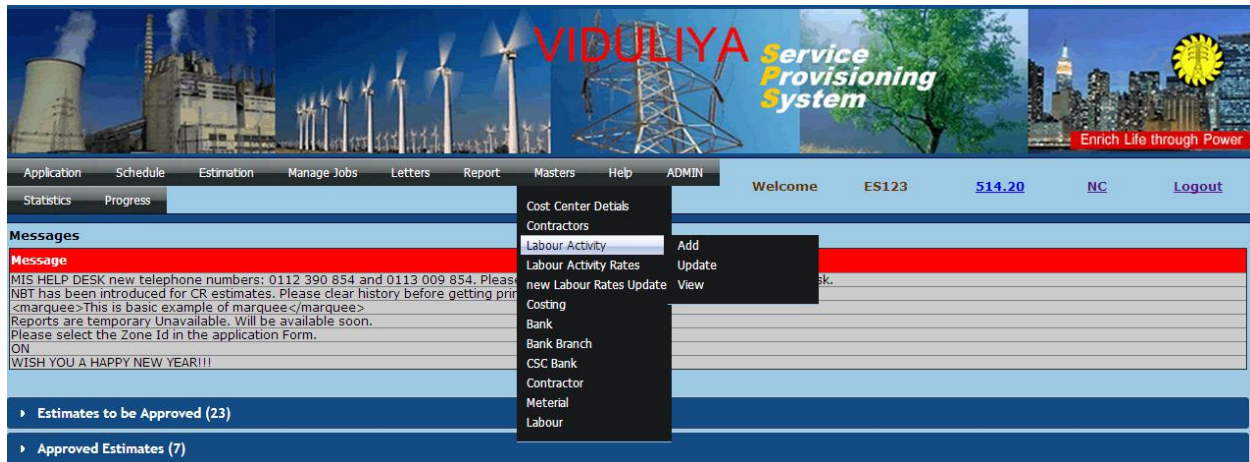 VIDULIYA Service Provisioning System
Enrich Life through Power
Application Schedule Estimation Manage Jobs Letters Report Masters Help ADMIN
Statistics Progress
Welcome ES123 514.20 NC Logout
Cost Center Detials
Contractors
Labour Activity
Labour Activity Rates
new Labour Rates Update
Costing
Bank
Bank Branch
CSC Bank
Contractor
Meterial
Labour
Add
Update
View
Messages
Message
MIS HELP DESK new telephone numbers: 0112 390 854 and 0113 009 854.
NBT has been introduced for CR estimates. Please clear history before getting
<marquee>This is basic example of marquee</marquee>
Reports are temporary Unavailable. Will be available soon.
Please select the Zone Id in the application Form.
ON
WISH YOU A HAPPY NEW YEAR!!!
Estimates to be Approved (23)
Approved Estimates (7)